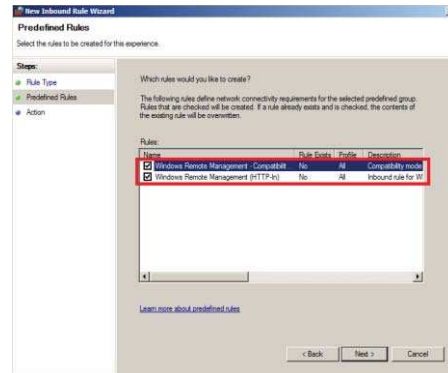 New Inbound Rule Wizard
Predefined Rules
Select the rules to be created for this experience.
Steps:
Rule Type
Predefined Rules
Action
Which rules would you like to create?
The following rules define network connectivity requirements for the selected predefined group.
Rules that are checked will be created. If a rule already exists and is checked, the contents of
the existing rule will be overwritten.
Rules:
Name Rule Exists Profile Description
Windows Remote Management - Compatibilit No All Compatibility mode
Windows Remote Management (HTTP-In) No All Inbound rule for W
Learn more about predefined rules
< Back Next > Cancel